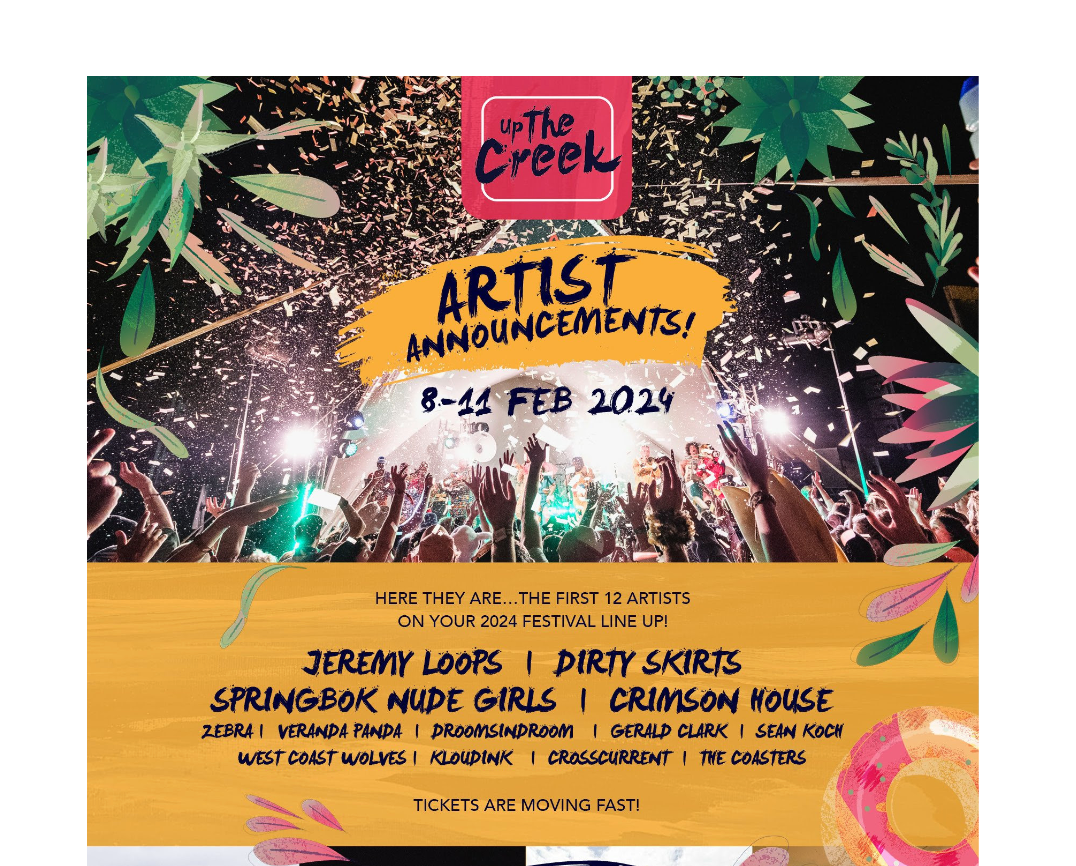 up The
Creek
ARTIST
ANNOUNCEMENTS!
8-11 FEB 2024
HERE THEY ARE...THE FIRST 12 ARTISTS
ON YOUR 2024 FESTIVAL LINE UP!
JEREMY LOOPS | DIRTY SKIRTS
SPRINGBOK NUDE GIRLS | CRIMSON HOUSE
ZEBRA | VERANDA PANDA | DROOMSINDROOM | GERALD CLARK | SEAN KOCH
WEST COAST WOLVES | KLOUDINK | CROSSCURRENT | THE COASTERS
TICKETS ARE MOVING FAST!